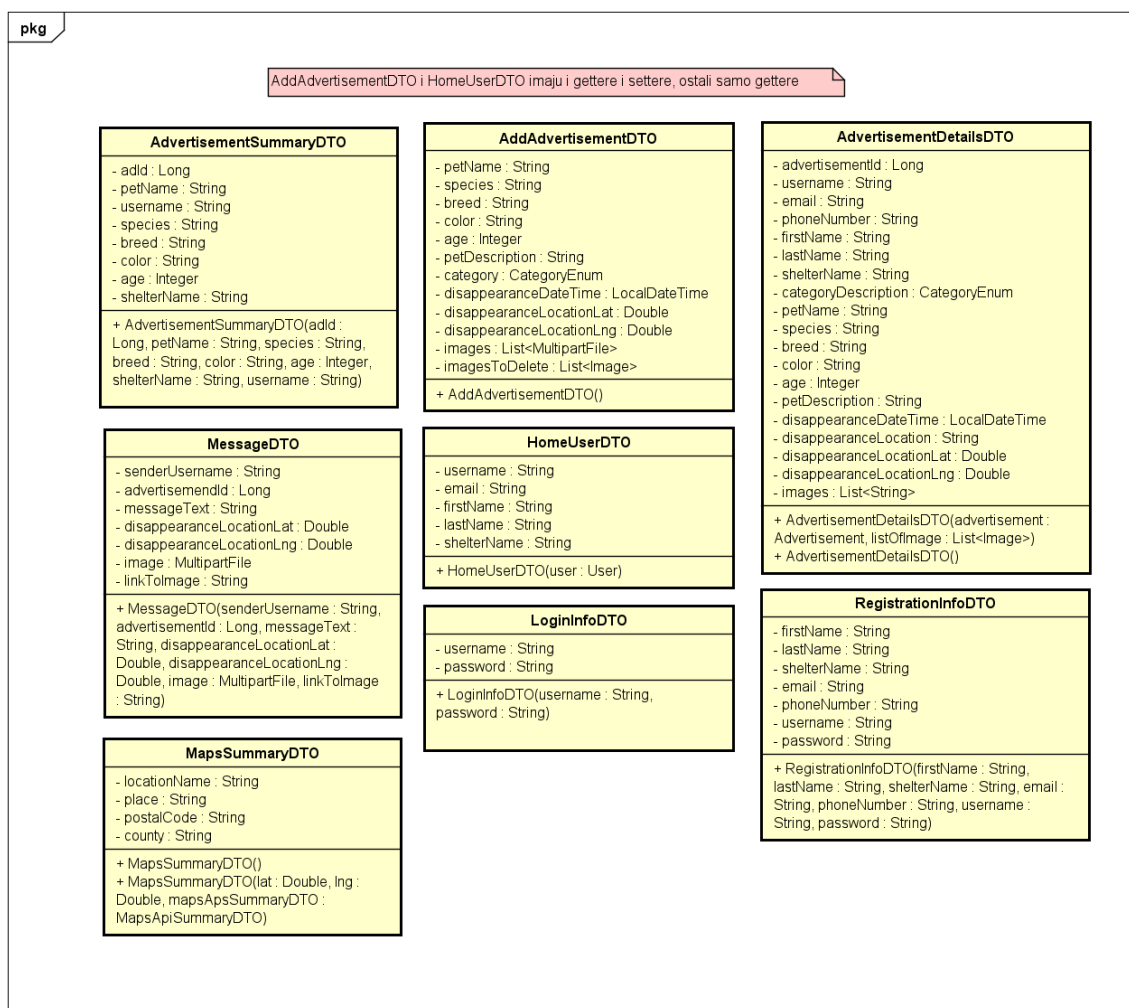 pkg
AddAdvertisementDTO i HomeUserDTO imaju i gettere i settere, ostali samo gettere
AdvertisementSummaryDTO
- adId : Long
- petName : String
- username : String
- species : String
- breed : String
- color : String
- age : Integer
- shelterName : String
+ AdvertisementSummaryDTO(adId :
Long, petName : String, species : String,
breed : String, color : String, age : Integer,
shelterName : String, username : String)
AddAdvertisementDTO
- petName : String
- species : String
- breed : String
- color : String
- age : Integer
- petDescription : String
- category : CategoryEnum
- disappearanceDateTime : LocalDateTime
- disappearanceLocationLat : Double
- disappearanceLocationLng : Double
- images : List<MultipartFile>
- imagesToDelete : List<Image>
+ AddAdvertisementDTO()
AdvertisementDetailsDTO
- advertisementId : Long
- username : String
- email : String
- phoneNumber : String
- firstName : String
- lastName : String
- shelterName : String
- categoryDescription : CategoryEnum
- petName : String
- species : String
- breed : String
- color : String
- age : Integer
- petDescription : String
- disappearanceDateTime : LocalDateTime
- disappearanceLocation : String
- disappearanceLocationLat : Double
- disappearanceLocationLng : Double
- images : List<String>
+ AdvertisementDetailsDTO(advertisement :
Advertisement, listOfImage : List<Image>)
+ AdvertisementDetailsDTO()
MessageDTO
- senderUsername : String
- advertisemendId : Long
- messageText : String
- disappearanceLocationLat : Double
- disappearanceLocationLng : Double
- image : MultipartFile
- linkToImage : String
+ MessageDTO(senderUsername : String,
advertisementId : Long, messageText :
String, disappearanceLocationLat :
Double, disappearanceLocationLng :
Double, image : MultipartFile, linkToImage
: String)
HomeUserDTO
- username : String
- email : String
- firstName : String
- lastName : String
- shelterName : String
+ HomeUserDTO(user : User)
LoginInfoDTO
- username : String
- password : String
+ LoginInfoDTO(username : String,
password : String)
RegistrationInfoDTO
- firstName : String
- lastName : String
- shelterName : String
- email : String
- phoneNumber : String
- username : String
- password : String
+ RegistrationInfoDTO(firstName : String,
lastName : String, shelterName : String, email :
String, phoneNumber : String, username :
String, password : String)
MapsSummaryDTO
- locationName : String
- place : String
- postalCode : String
- county : String
+ MapsSummaryDTO()
+ MapsSummaryDTO(lat : Double, lng :
Double, mapsApsSummaryDTO :
MapsApiSummaryDTO)